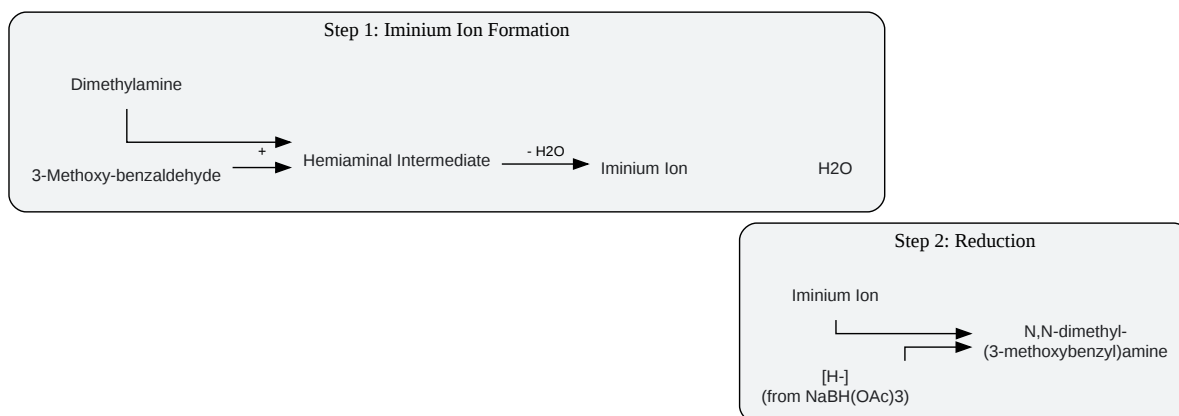 Step 1: Iminium Ion Formation
Dimethylamine
+
3-Methoxy-benzaldehyde
Hemiaminal Intermediate
- H2O
Iminium Ion
H2O
Step 2: Reduction
Iminium Ion
N,N-dimethyl-
(3-methoxybenzyl)amine
[H-]
(from NaBH(OAc)3)